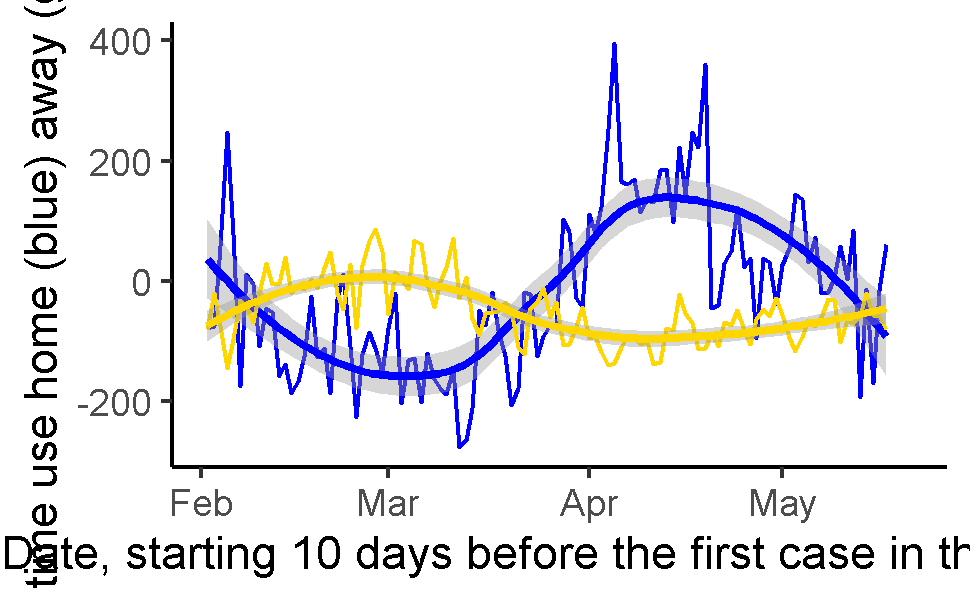 time use home (blue) away (
400
200
0
-200
Feb Mar Apr May
Date, starting 10 days before the first case in th